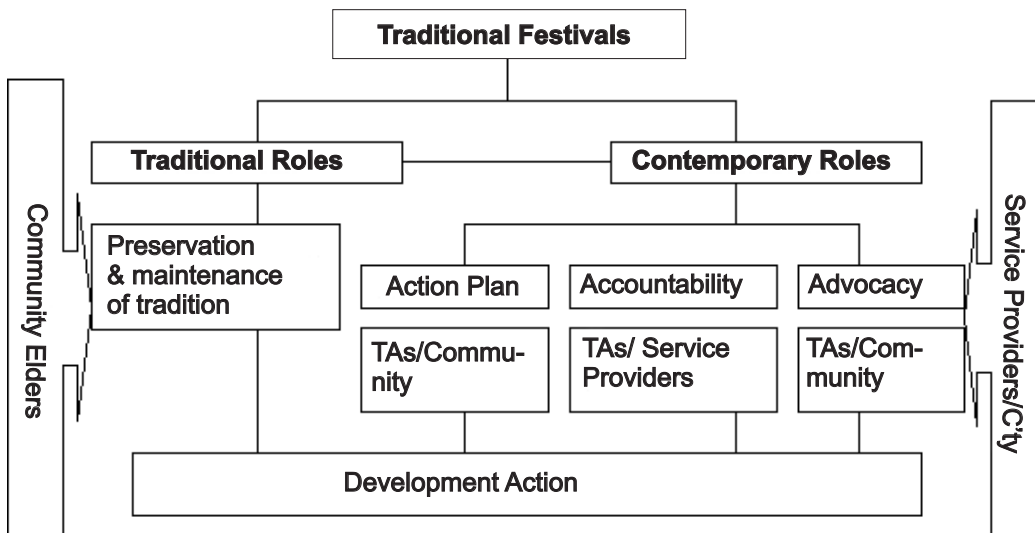 Traditional Festivals
Traditional Roles
Contemporary Roles
Community Elders
Preservation
& maintenance
of tradition
Action Plan
Accountability
Advocacy
TAs/Commu-
nity
TAs/ Service
Providers
TAs/Com-
munity
Service Providers/C'ty
Development Action